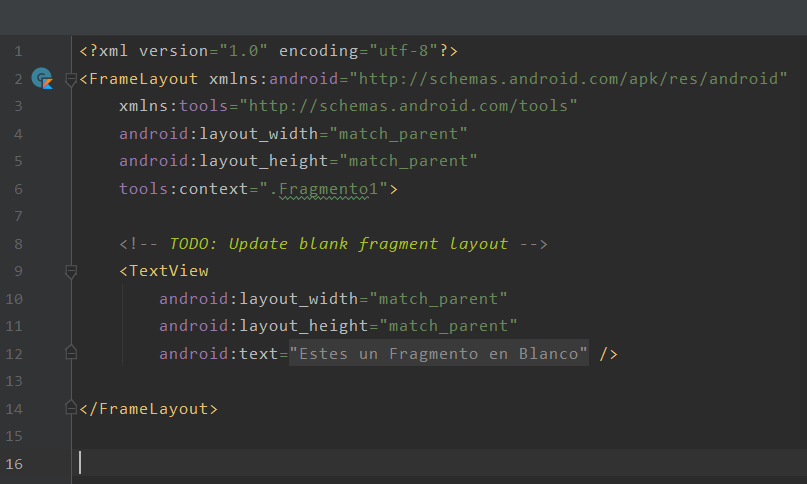 1 <?xml version="1.0" encoding="utf-8"?>
2 <FrameLayout xmlns:android="http://schemas.android.com/apk/res/android"
3 xmlns:tools="http://schemas.android.com/tools"
4 android:layout_width="match_parent"
5 android:layout_height="match_parent"
6 tools:context=".Fragmento1">
7
8 <!-- TODO: Update blank fragment layout -->
9 <TextView
10 android:layout_width="match_parent"
11 android:layout_height="match_parent"
12 android:text="Estes un Fragmento en Blanco" />
13
14 </FrameLayout>
15
16